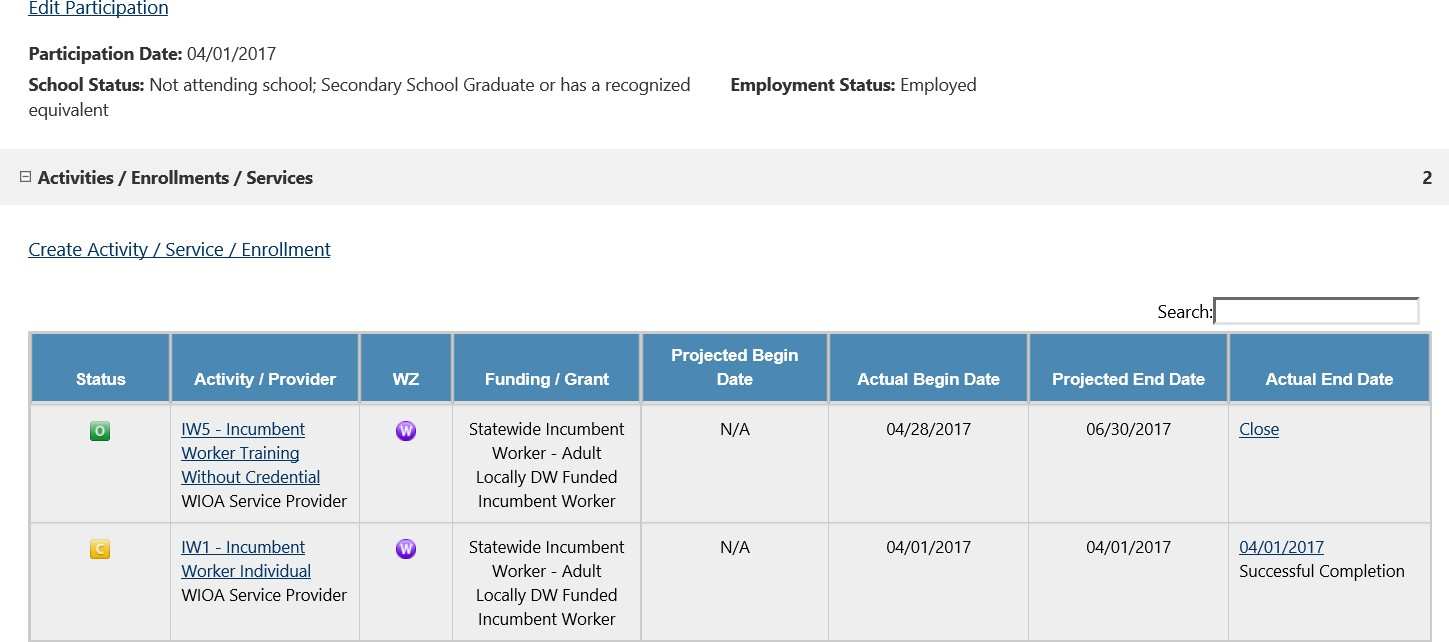 Edit Participation
Participation Date: 04/01/2017
School Status: Not attending school; Secondary School Graduate or has a recognized
equivalent
Employment Status: Employed
Activities / Enrollments / Services 2
Create Activity / Service / Enrollment
Search:
Status Activity / Provider WZ Funding / Grant Projected Begin Date Actual Begin Date Projected End Date Actual End Date
O
IW5 - Incumbent
Worker Training
Without Credential
WIOA Service Provider
W
Statewide Incumbent
Worker - Adult
Locally DW Funded
Incumbent Worker
N/A
04/28/2017
06/30/2017
Close
C
IW1 - Incumbent
Worker Individual
WIOA Service Provider
W
Statewide Incumbent
Worker - Adult
Locally DW Funded
Incumbent Worker
N/A
04/01/2017
04/01/2017
04/01/2017
Successful Completion